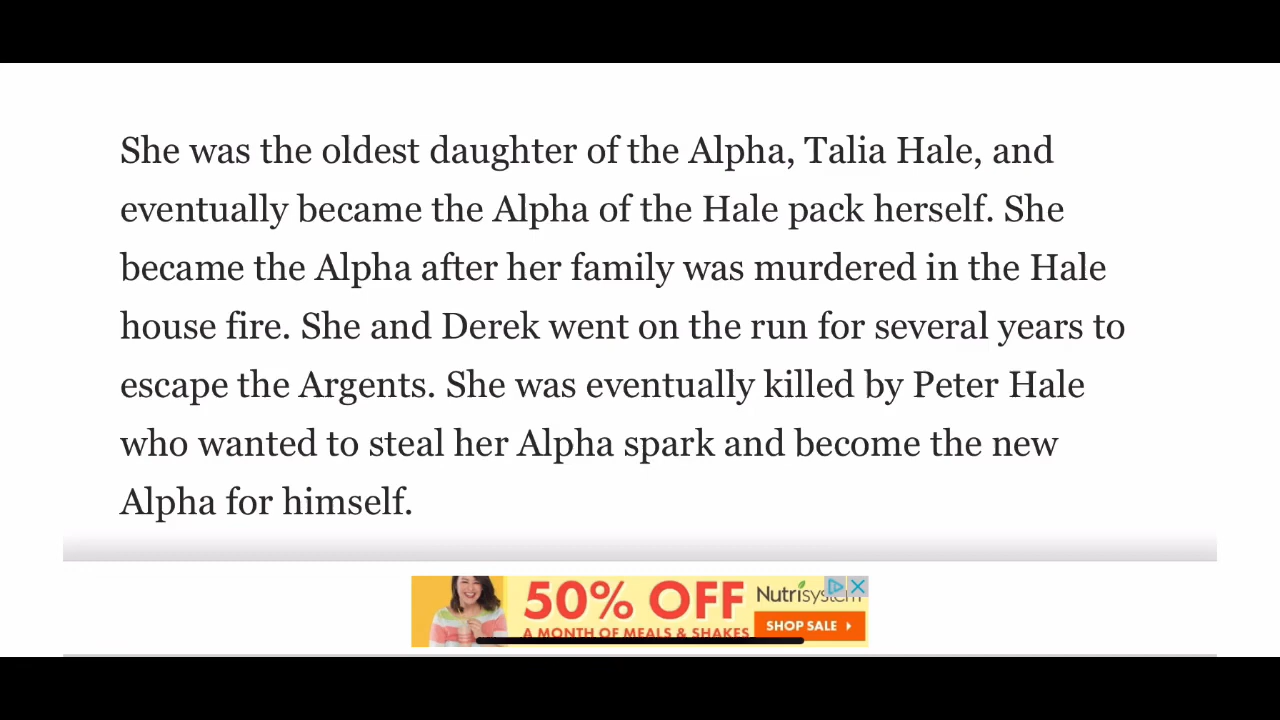 She was the oldest daughter of the Alpha, Talia Hale, and
eventually became the Alpha of the Hale pack herself. She
became the Alpha after her family was murdered in the Hale
house fire. She and Derek went on the run for several years to
escape the Argents. She was eventually killed by Peter Hale
who wanted to steal her Alpha spark and become the new
Alpha for himself.
50% OFF
A MONTH OF MEALS & SHAKES
Nutrisystem
SHOP SALE